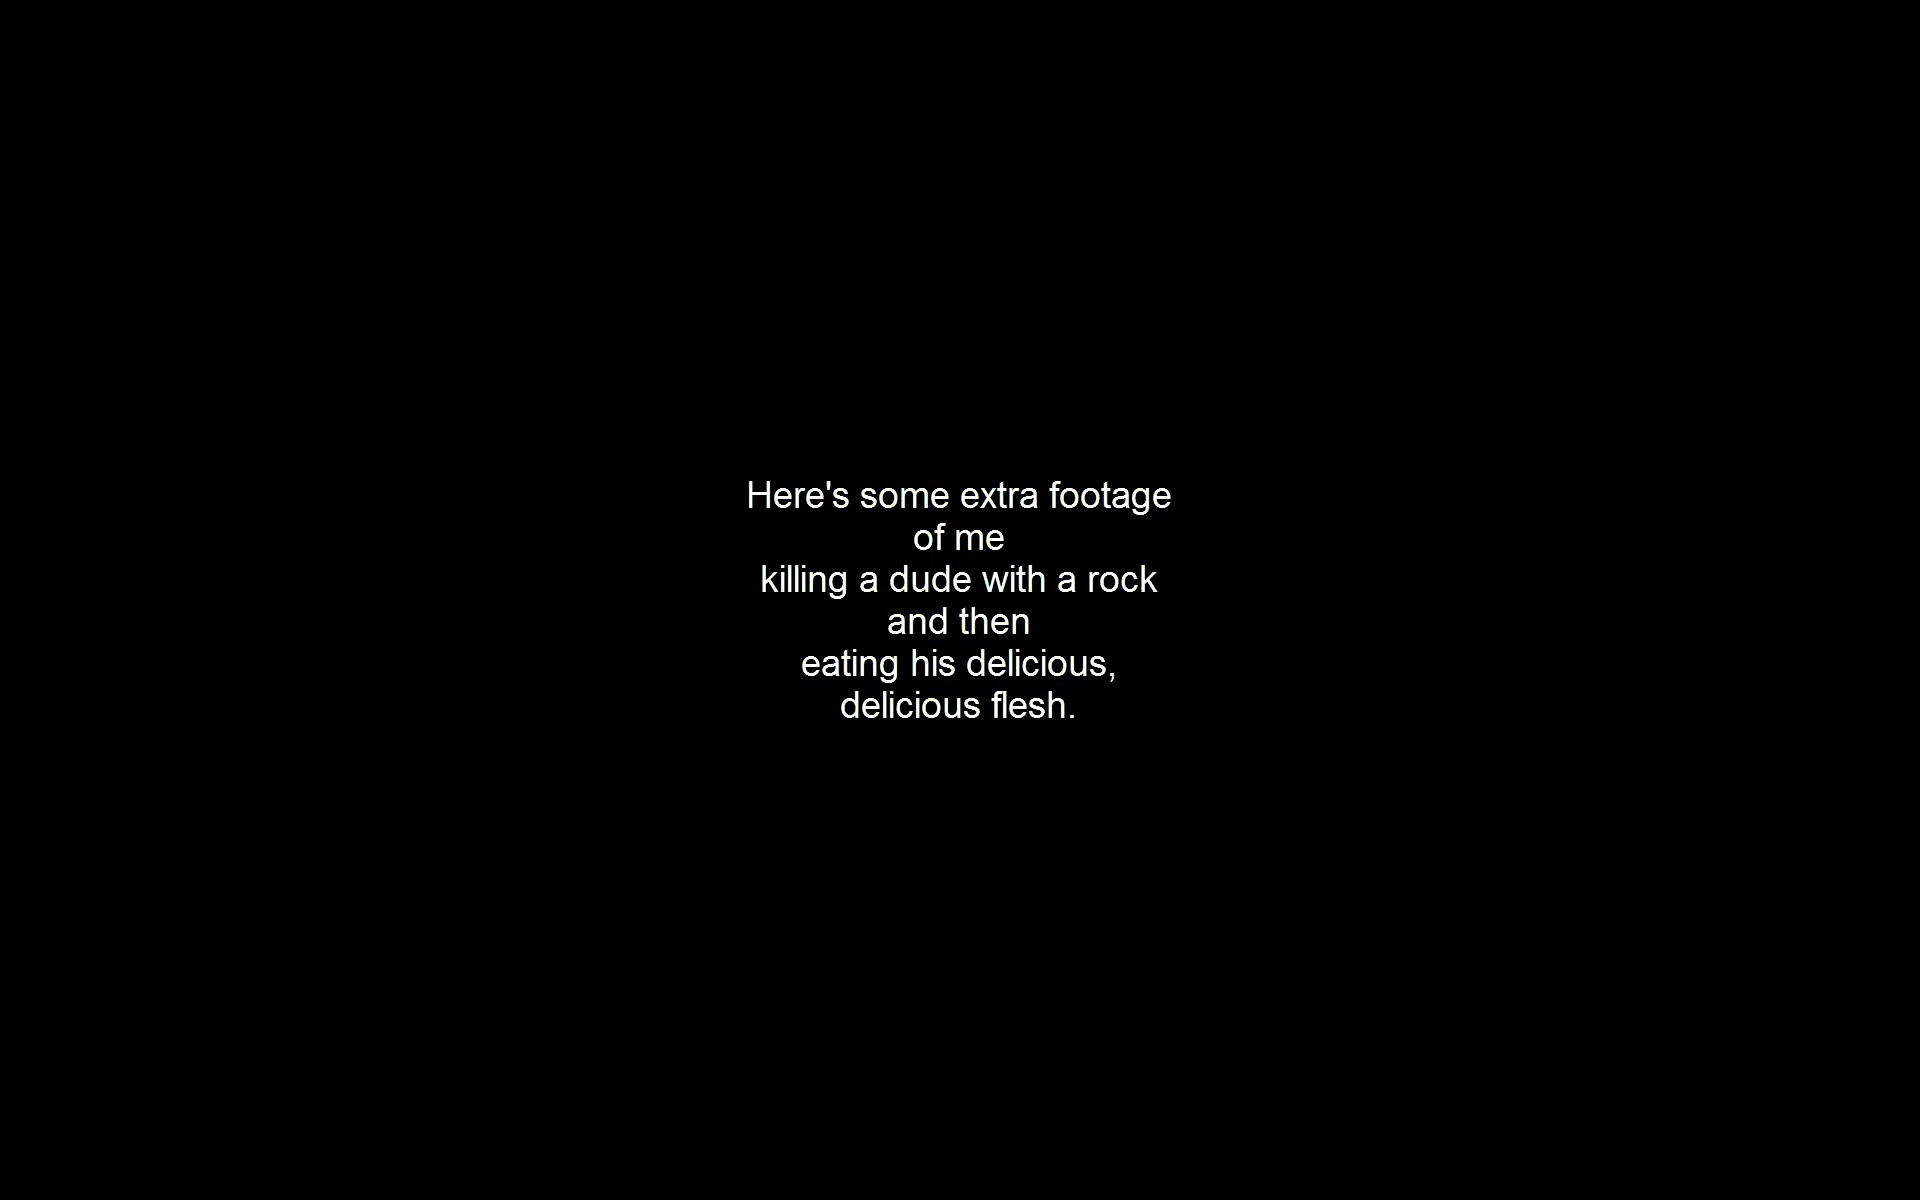 Here's some extra footage
of me
killing a dude with a rock
and then
eating his delicious,
delicious flesh.